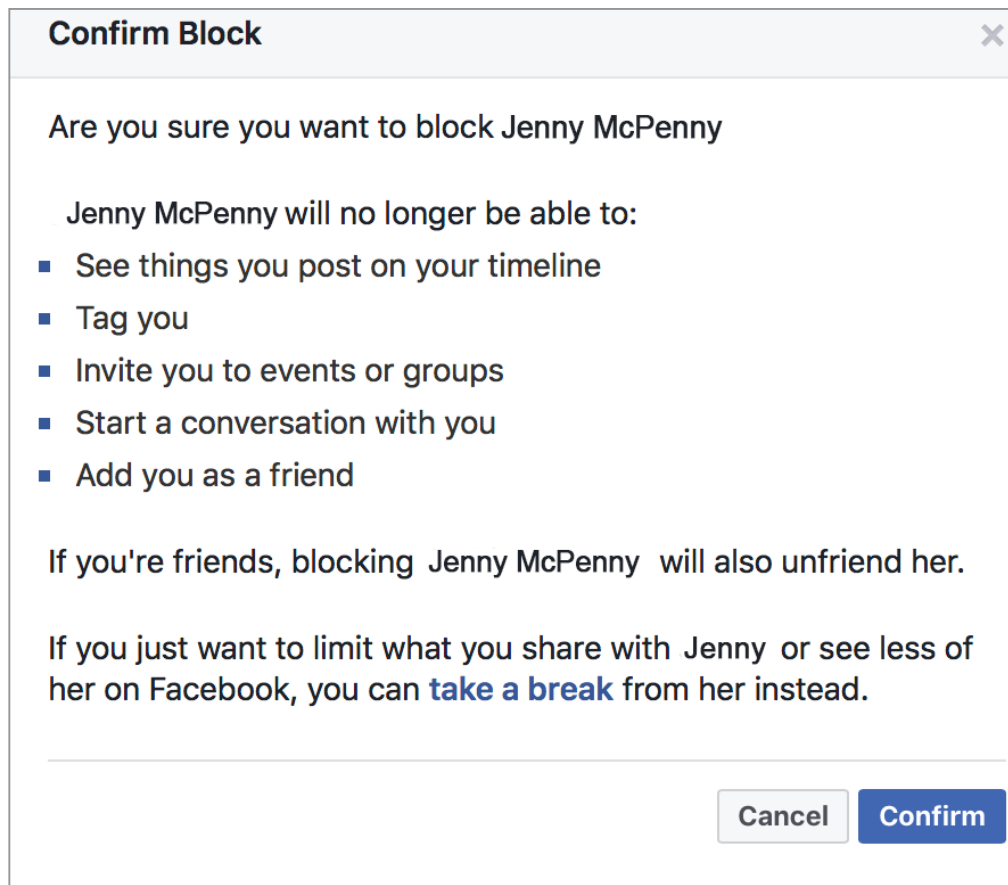 Confirm Block
Are you sure you want to block Jenny McPenny
Jenny McPenny will no longer be able to:
See things you post on your timeline
Tag you
Invite you to events or groups
Start a conversation with you
Add you as a friend
If you're friends, blocking Jenny McPenny will also unfriend her.
If you just want to limit what you share with Jenny or see less of
her on Facebook, you can take a break from her instead.
Cancel Confirm